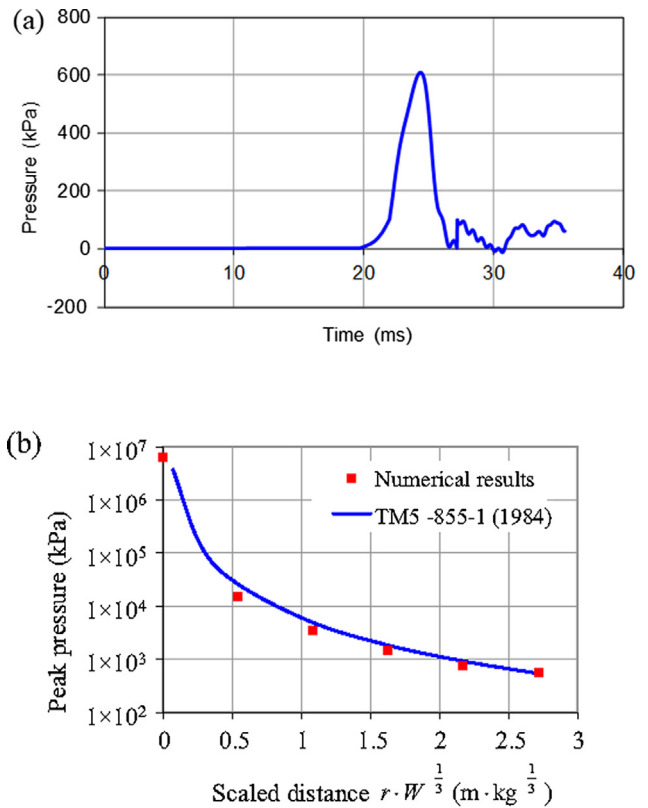 (a)
800
600
400
200
0
-200
Pressure (kPa)
0 10 20 30 40
Time (ms)
(b)
1×10⁷
1×10⁶
1×10⁵
1×10⁴
1×10³
1×10²
Peak pressure (kPa)
Numerical results
TM5 -855-1 (1984)
0 0.5 1 1.5 2 2.5 3
Scaled distance r · W 1/3 (m · kg 1/3)